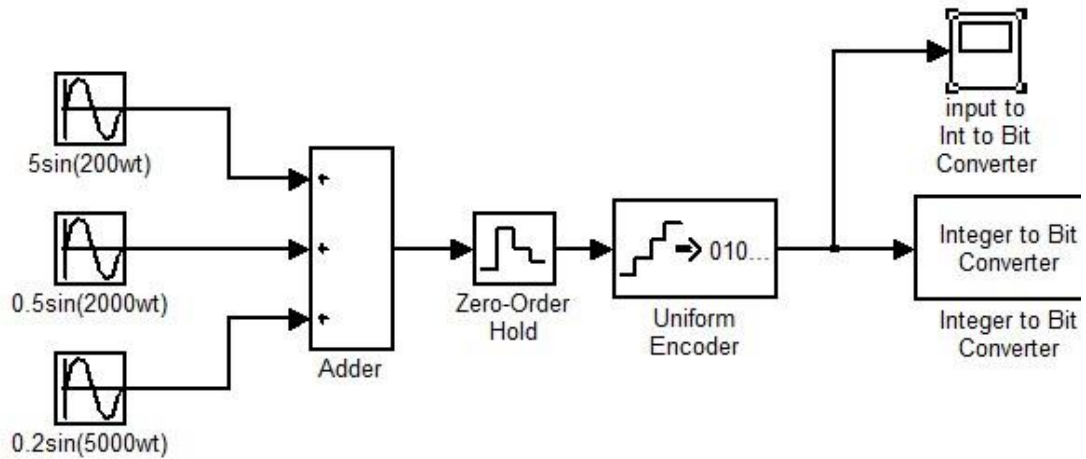 input to
Int to Bit
Converter
5sin(200wt)
0.5sin(2000wt)
0.2sin(5000wt)
Adder
Zero-Order
Hold
010...
Uniform
Encoder
Integer to Bit
Converter
Integer to Bit
Converter